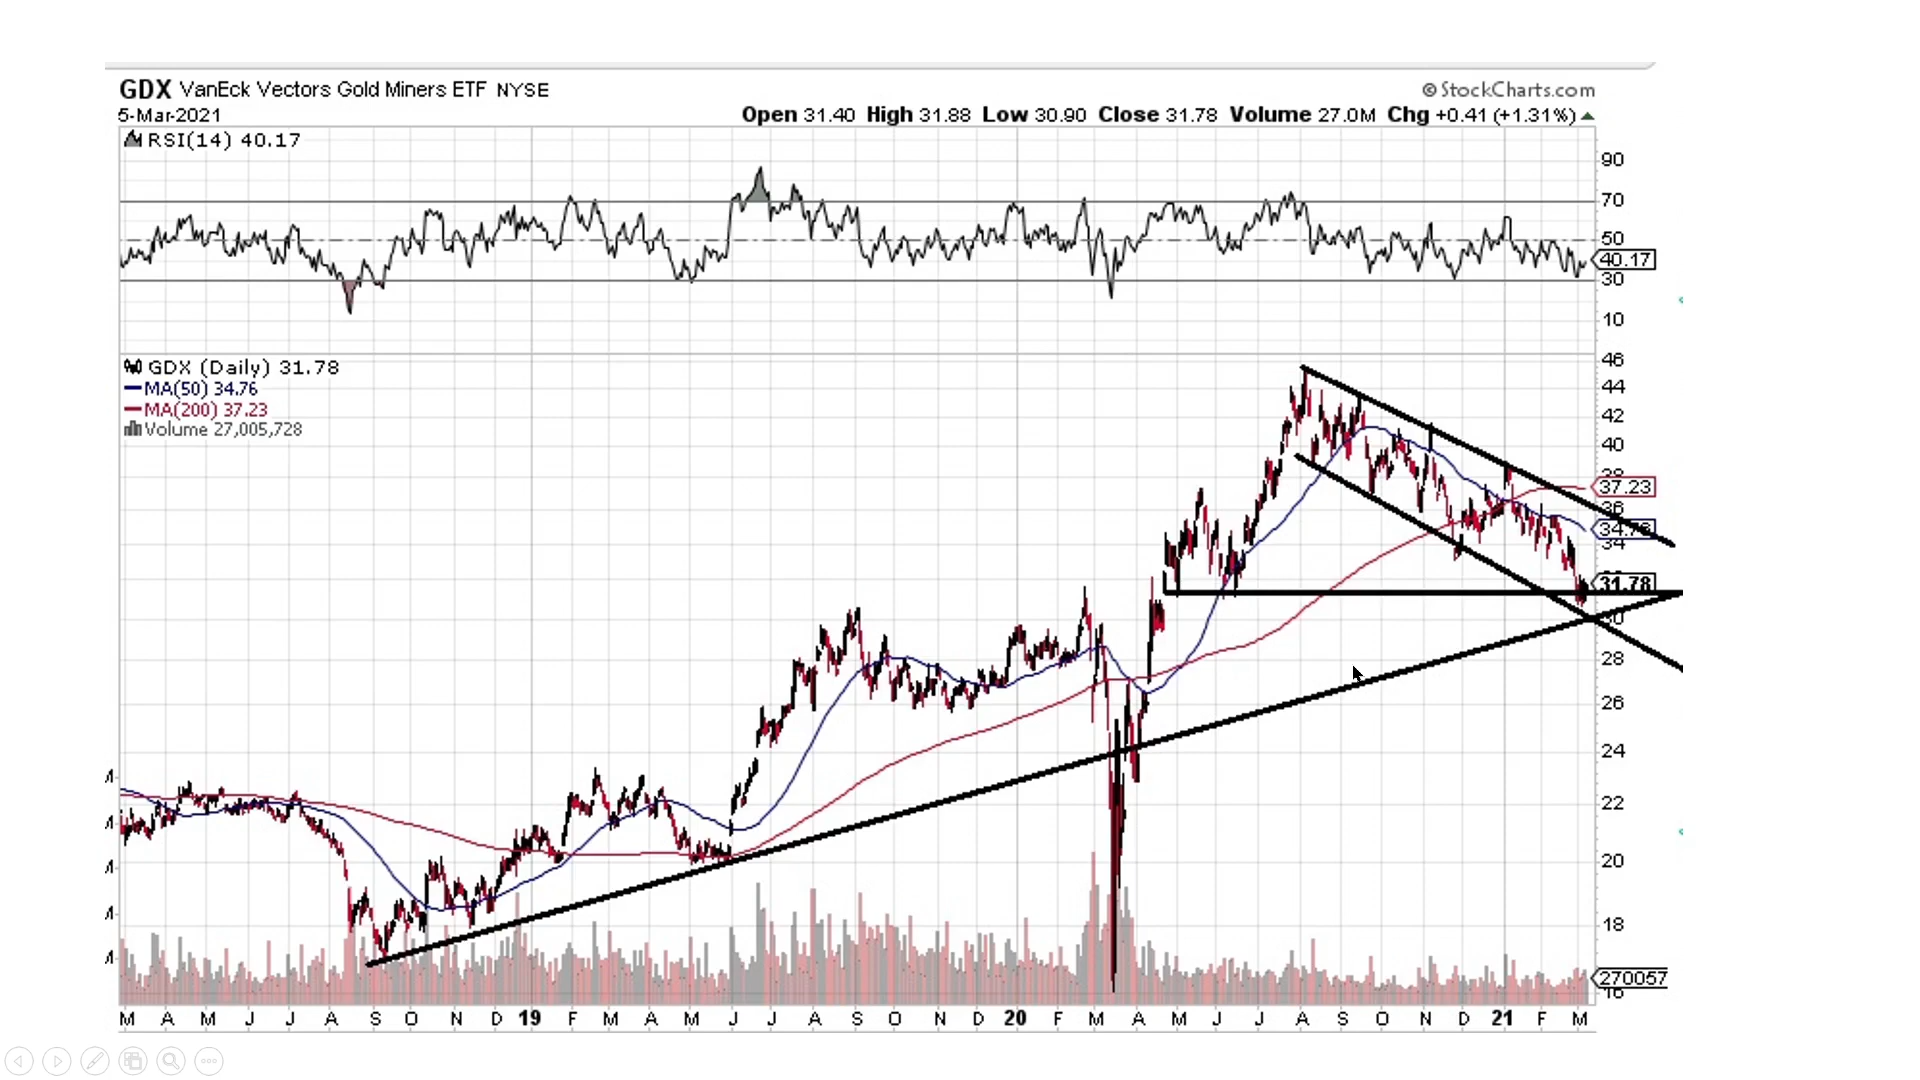 GDX VanEck Vectors Gold Miners ETF NYSE
© StockCharts.com
5-Mar-2021
Open 31.40 High 31.88 Low 30.90 Close 31.78 Volume 27.0M Chg +0.41 (+1.31%)
RSI(14) 40.17
90
70
50
40.17
30
10
GDX (Daily) 31.78
MA(50) 34.76
MA(200) 37.23
Volume 27,005,728
46
44
42
40
38
37.23
36
34.76
34
31.78
30
28
26
24
22
20
18
270057
16
M A M J J A S O N D 19 F M A M J J A S O N D 20 F M A M J J A S O N D 21 F M